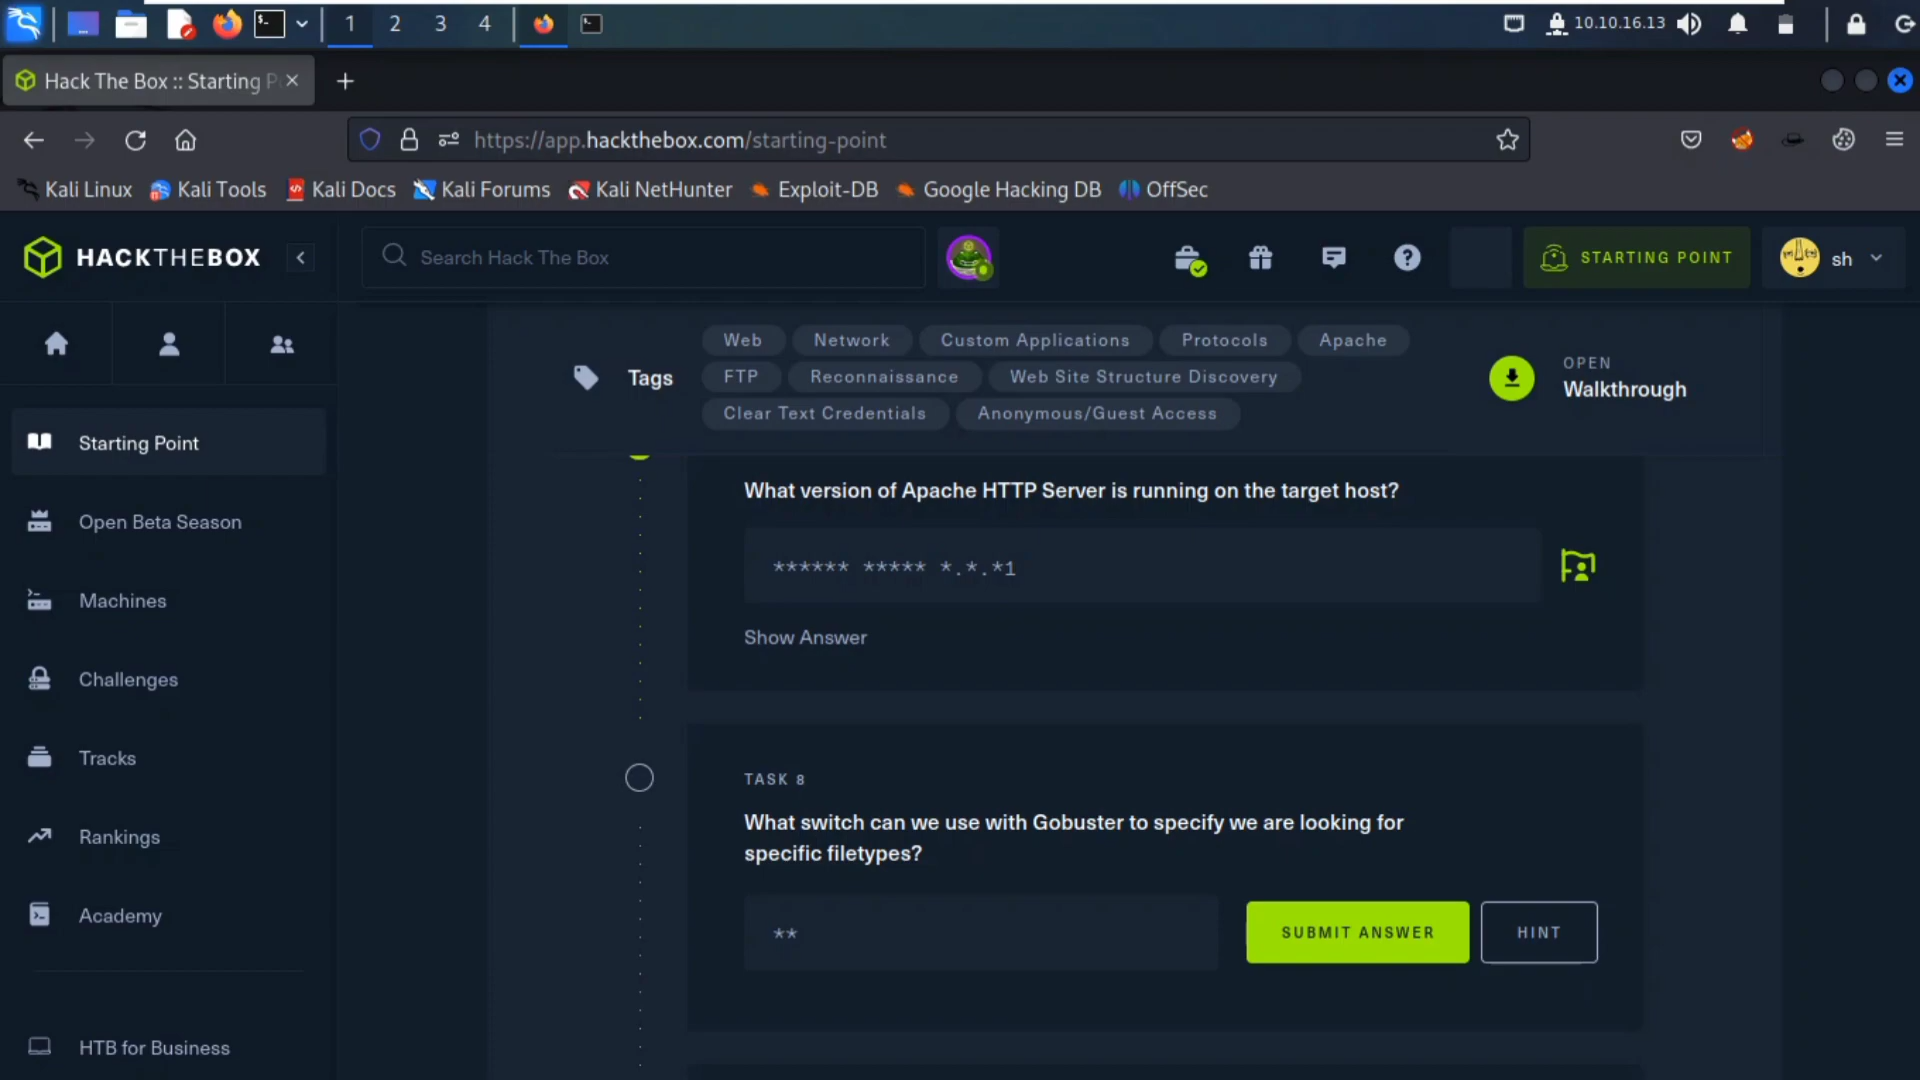 1 2 3 4
10.10.16.13
Hack The Box :: Starting P
https://app.hackthebox.com/starting-point
Kali Linux Kali Tools Kali Docs Kali Forums Kali NetHunter Exploit-DB Google Hacking DB OffSec
HACKTHEBOX
Search Hack The Box
STARTING POINT
sh
Tags
Web Network Custom Applications Protocols Apache
FTP Reconnaissance Web Site Structure Discovery
Clear Text Credentials Anonymous/Guest Access
OPEN
Walkthrough
Starting Point
Open Beta Season
Machines
Challenges
Tracks
Rankings
Academy
HTB for Business
What version of Apache HTTP Server is running on the target host?
****** ***** *.*.*1
Show Answer
TASK 8
What switch can we use with Gobuster to specify we are looking for
specific filetypes?
**
SUBMIT ANSWER
HINT